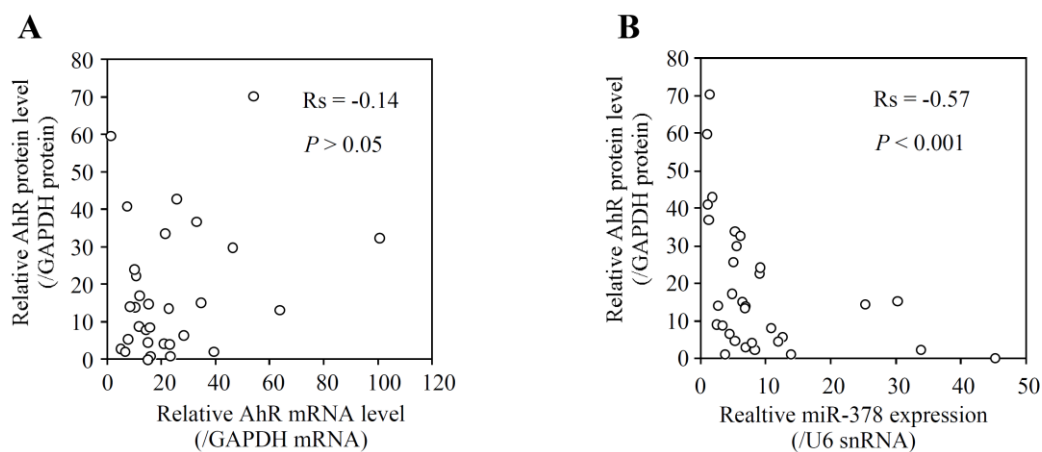 A
Relative AhR protein level
(/GAPDH protein)
80
70
60
50
40
30
20
10
0
Rs = -0.14
P > 0.05
0 20 40 60 80 100 120
Relative AhR mRNA level
(/GAPDH mRNA)
B
Relative AhR protein level
(/GAPDH protein)
80
70
60
50
40
30
20
10
0
Rs = -0.57
P < 0.001
0 10 20 30 40 50
Realtive miR-378 expression
(/U6 snRNA)